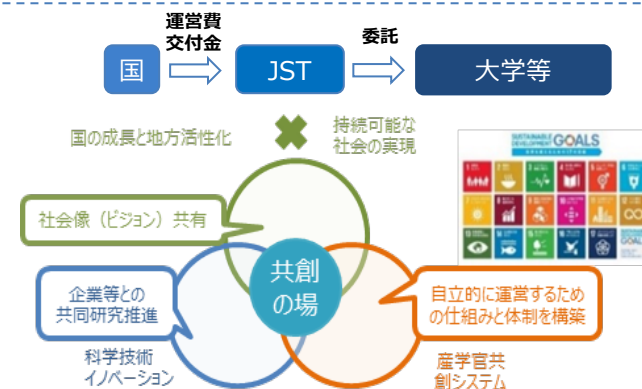 運営費
交付金
委託
国
JST
大学等
国の成長と地方活性化
持続可能な
社会の実現
SUSTAINABLE
DEVELOPMENT GOALS
社会像（ビジョン）共有
共創
の場
企業等との
共同研究推進
自立的に運営するため
の仕組みと体制を構築
科学技術
イノベーション
産学官共
創システム